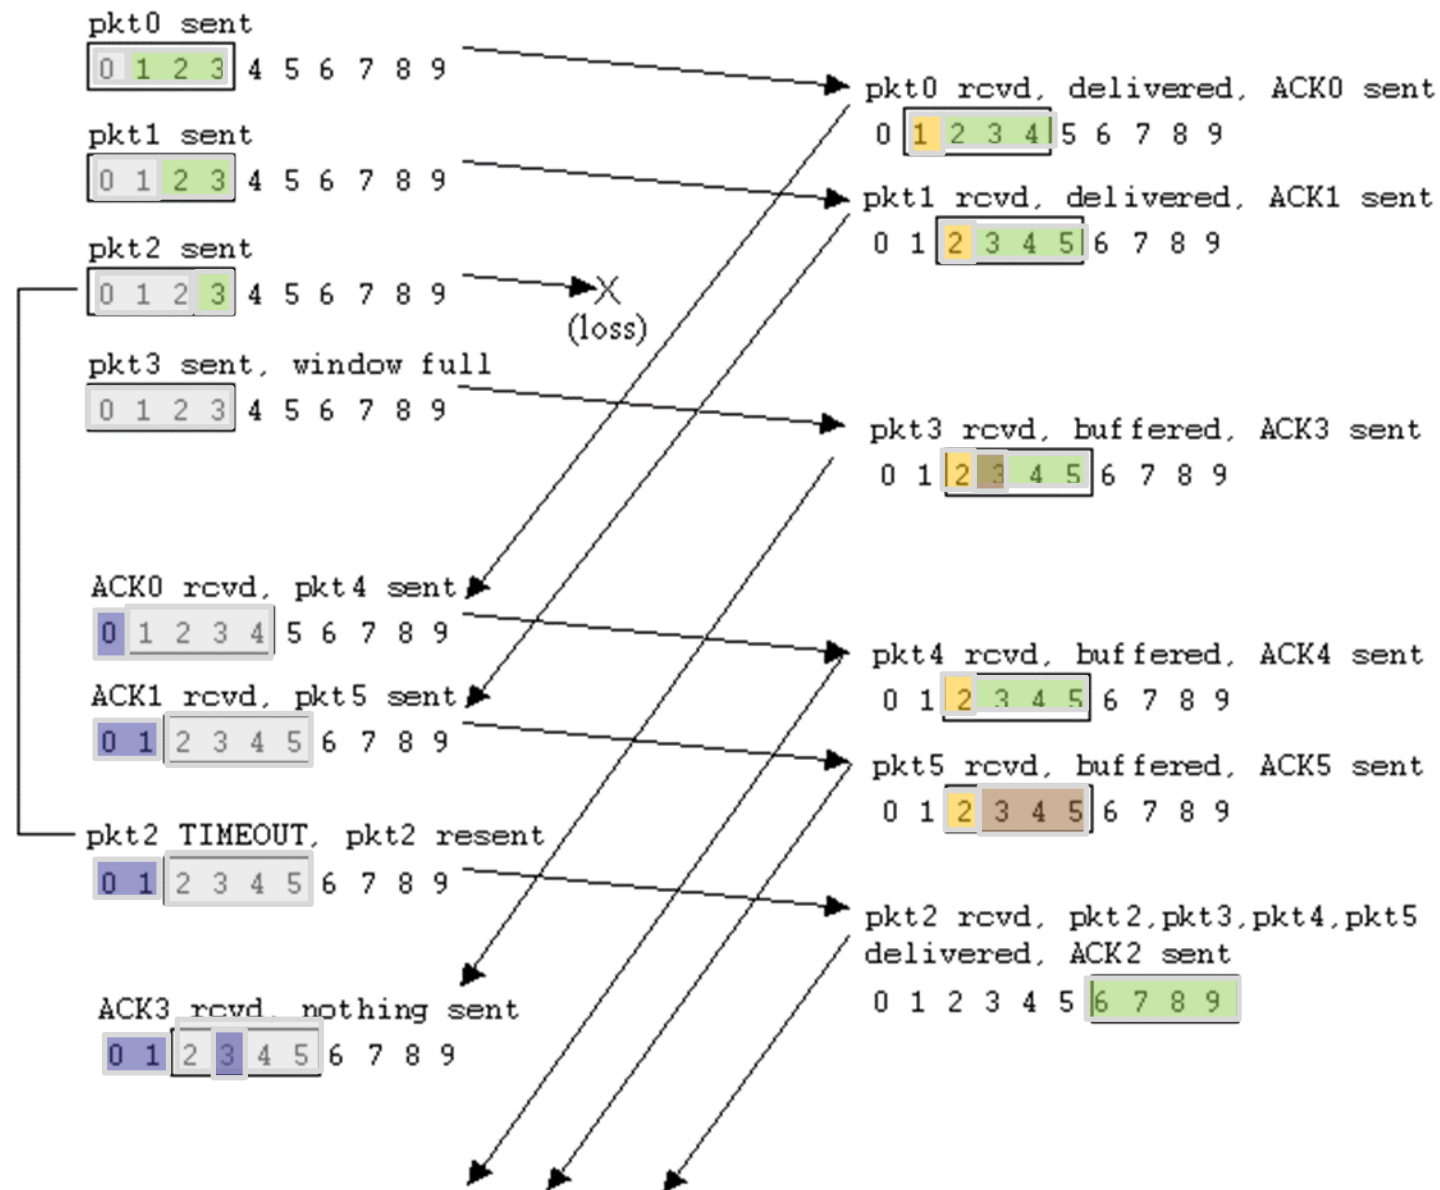 pkt0 sent
0 1 2 3 4 5 6 7 8 9
pkt0 rcvd, delivered, ACK0 sent
0 1 2 3 4 5 6 7 8 9
pkt1 sent
0 1 2 3 4 5 6 7 8 9
pkt1 rcvd, delivered, ACK1 sent
0 1 2 3 4 5 6 7 8 9
pkt2 sent
0 1 2 3 4 5 6 7 8 9
X
(loss)
pkt3 sent, window full
0 1 2 3 4 5 6 7 8 9
pkt3 rcvd, buffered, ACK3 sent
0 1 2 3 4 5 6 7 8 9
ACK0 rcvd, pkt4 sent
0 1 2 3 4 5 6 7 8 9
pkt4 rcvd, buffered, ACK4 sent
0 1 2 3 4 5 6 7 8 9
ACK1 rcvd, pkt5 sent
0 1 2 3 4 5 6 7 8 9
pkt5 rcvd, buffered, ACK5 sent
0 1 2 3 4 5 6 7 8 9
pkt2 TIMEOUT, pkt2 resent
0 1 2 3 4 5 6 7 8 9
pkt2 rcvd, pkt2,pkt3,pkt4,pkt5
delivered, ACK2 sent
0 1 2 3 4 5 6 7 8 9
ACK3 rcvd, nothing sent
0 1 2 3 4 5 6 7 8 9